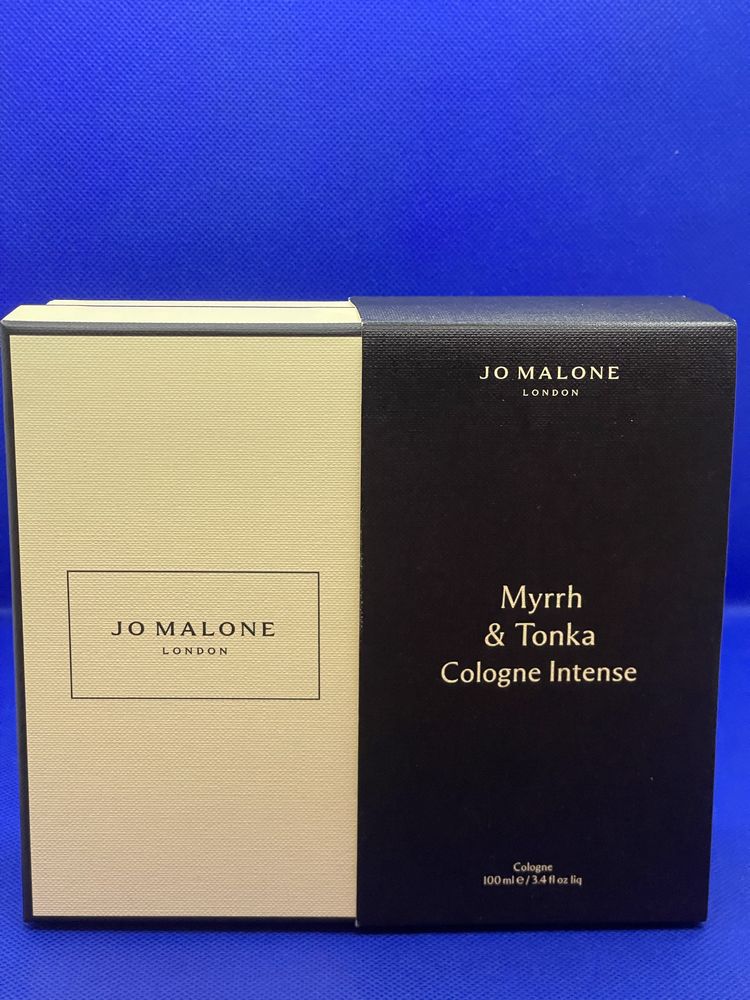 JO MALONE
LONDON
JO MALONE
LONDON
Myrrh
& Tonka
Cologne Intense
Cologne
100 ml e / 3.4 fl oz liq